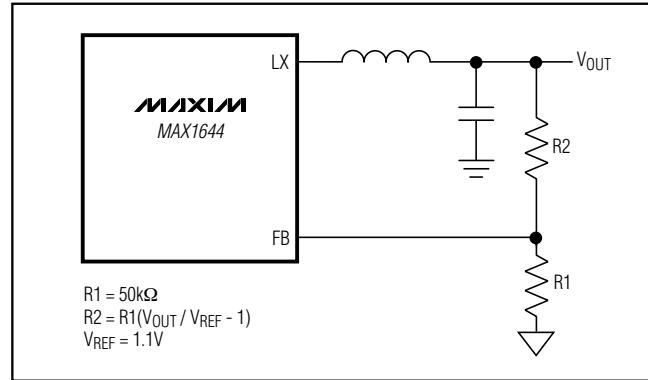 LX
VOUT
MAXIM
MAX1644
R2
FB
R1
R1 = 50kΩ
R2 = R1(VOUT / VREF - 1)
VREF = 1.1V